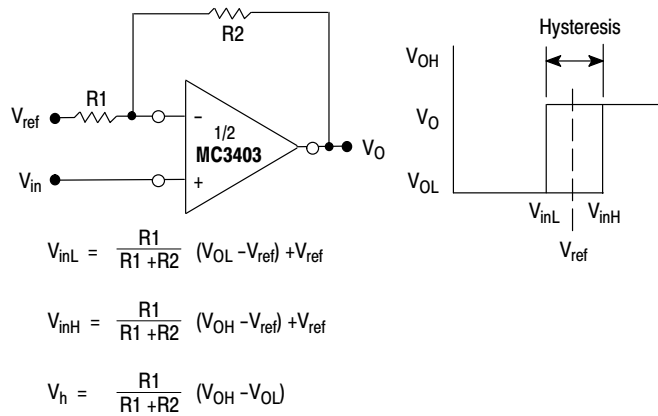 R2
Hysteresis
R1
V_OH
V_ref
-
1/2
MC3403
V_O
V_O
V_in
+
V_OL
V_inL
V_inH
V_ref
V_inL = R1 / R1 +R2 (V_OL –V_ref) +V_ref
V_inH = R1 / R1 +R2 (V_OH –V_ref) +V_ref
V_h = R1 / R1 +R2 (V_OH –V_OL)